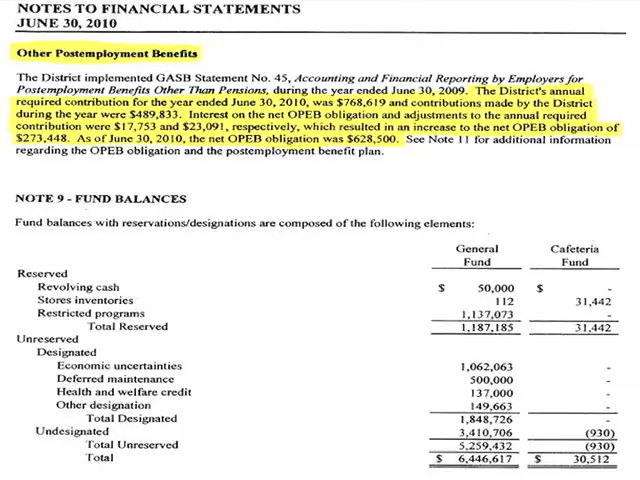 NOTES TO FINANCIAL STATEMENTS
JUNE 30, 2010
Other Postemployment Benefits
The District implemented GASB Statement No. 45, Accounting and Financial Reporting by Employers for
Postemployment Benefits Other Than Pensions, during the year ended June 30, 2009. The District's annual
required contribution for the year ended June 30, 2010, was $768,619 and contributions made by the District
during the year were $489,833. Interest on the net OPEB obligation and adjustments to the annual required
contribution were $17,753 and $23,091, respectively, which resulted in an increase to the net OPEB obligation of
$273,448. As of June 30, 2010, the net OPEB obligation was $628,500. See Note 11 for additional information
regarding the OPEB obligation and the postemployment benefit plan.
NOTE 9 - FUND BALANCES
Fund balances with reservations/designations are composed of the following elements:
General Cafeteria
Fund Fund
Reserved
Revolving cash $ 50,000 $ -
Stores inventories 112 31,442
Restricted programs 1,137,073 -
Total Reserved 1,187,185 31,442
Unreserved
Designated
Economic uncertainties 1,062,063 -
Deferred maintenance 500,000 -
Health and welfare credit 137,000 -
Other designation 149,663 -
Total Designated 1,848,726 -
Undesignated 3,410,706 (930)
Total Unreserved 5,259,432 (930)
Total $ 6,446,617 $ 30,512